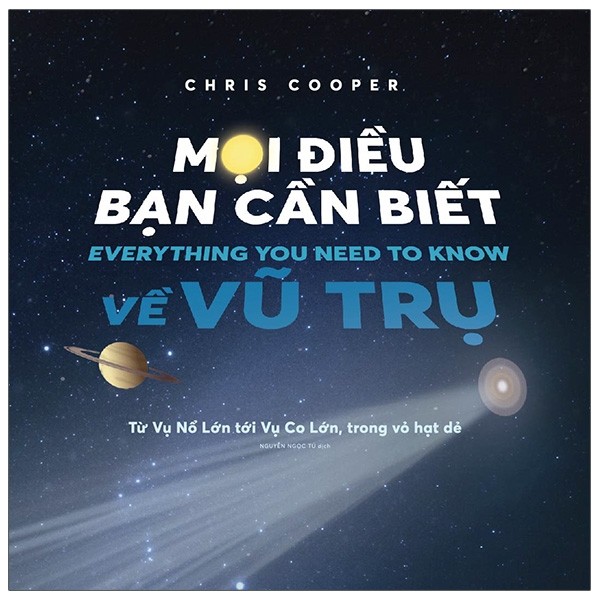 CHRIS COOPER
MỌI ĐIỀU
BẠN CẦN BIẾT
EVERYTHING YOU NEED TO KNOW
VỀ VŨ TRỤ
Từ Vụ Nổ Lớn tới Vụ Co Lớn, trong vỏ hạt dẻ
NGUYỄN NGỌC TÚ dịch